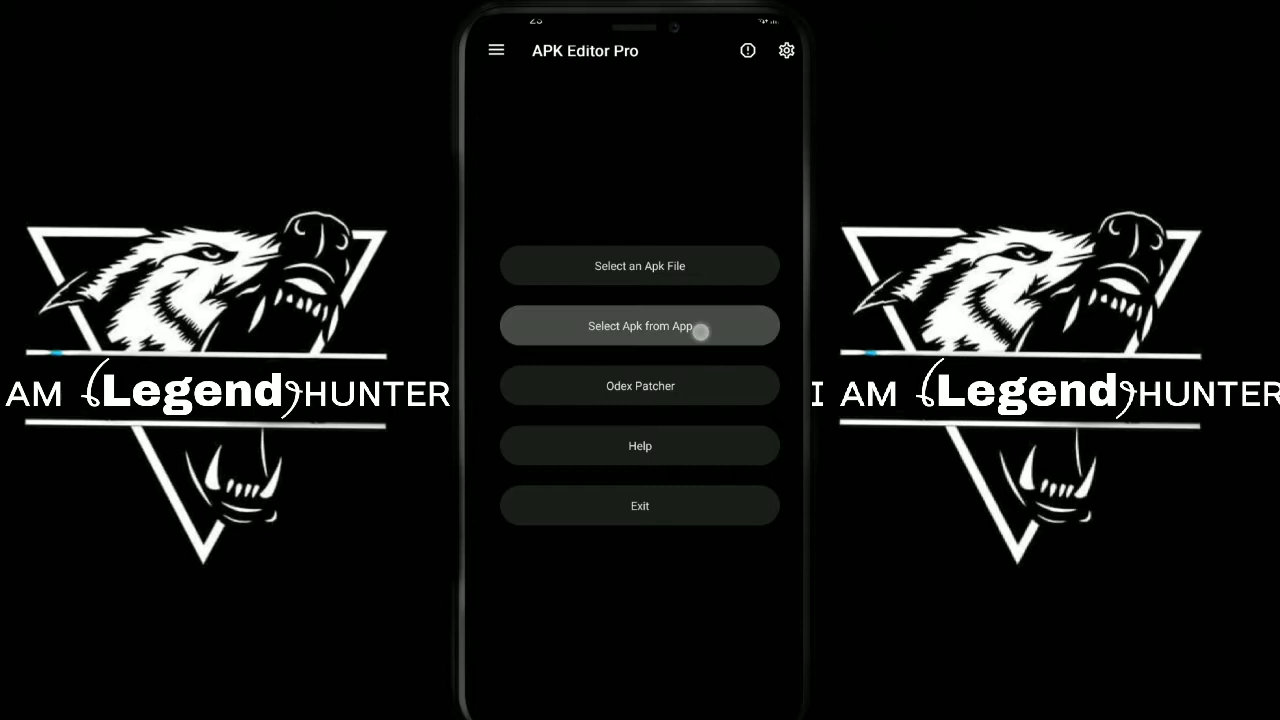 APK Editor Pro
Select an Apk File
Select Apk from App
Odex Patcher
Help
Exit
AM Legend HUNTER
I AM Legend HUNTER